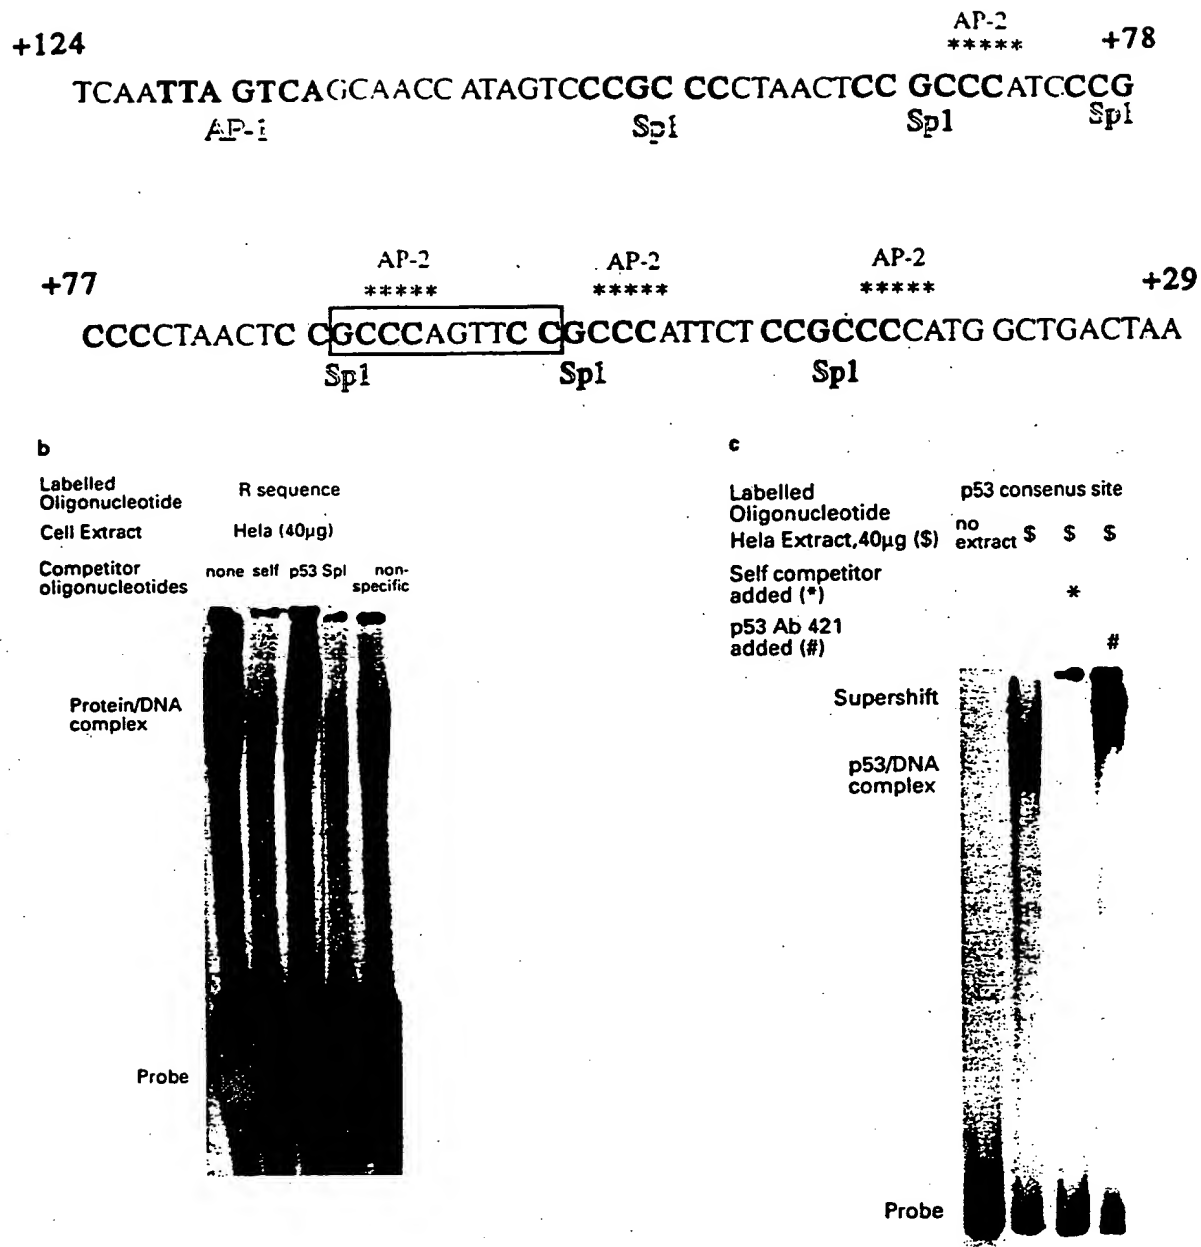 AP-2
+124 ***** +78
TCAATTA GTCAGCAACC ATAGTCCCGC CCCTAACTCC GCCCATCCCG
AP-1 Sp1 Sp1 Sp1
AP-2 AP-2 AP-2
+77 ***** ***** ***** +29
CCCCTAACTC CGCCCAGTTC CGCCCATTCT CCGCCCCATG GCTGACTAA
Sp1 Sp1 Sp1
b
Labelled
Oligonucleotide R sequence
Cell Extract Hela (40µg)
Competitor
oligonucleotides none self p53 Spl non-
specific
Protein/DNA
complex
Probe
c
Labelled
Oligonucleotide p53 consenus site
Hela Extract,40µg ($) no
extract $ $ $
Self competitor
added (*) *
p53 Ab 421
added (#) #
Supershift
p53/DNA
complex
Probe